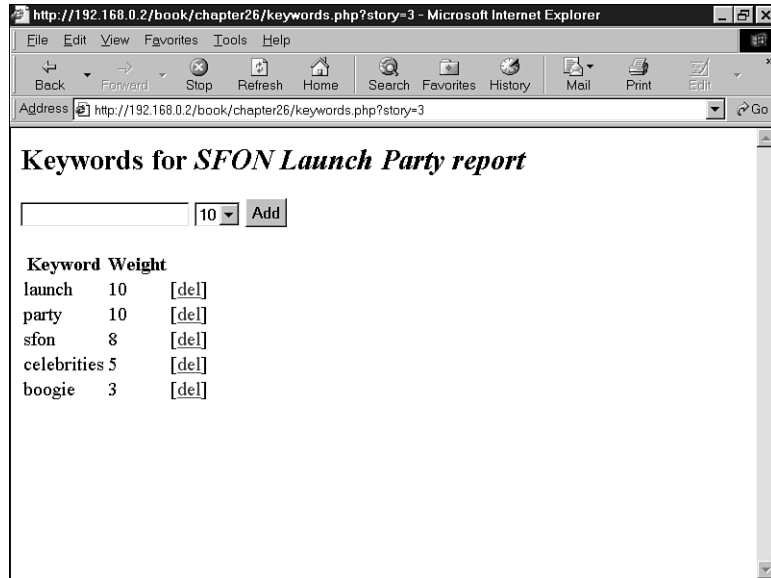 http://192.168.0.2/book/chapter26/keywords.php?story=3 - Microsoft Internet Explorer
File Edit View Favorites Tools Help
Back Forward Stop Refresh Home Search Favorites History Mail Print Edit »
Address http://192.168.0.2/book/chapter26/keywords.php?story=3 Go
Keywords for SFON Launch Party report
10 Add
Keyword Weight
launch 10 [del]
party 10 [del]
sfon 8 [del]
celebrities 5 [del]
boogie 3 [del]